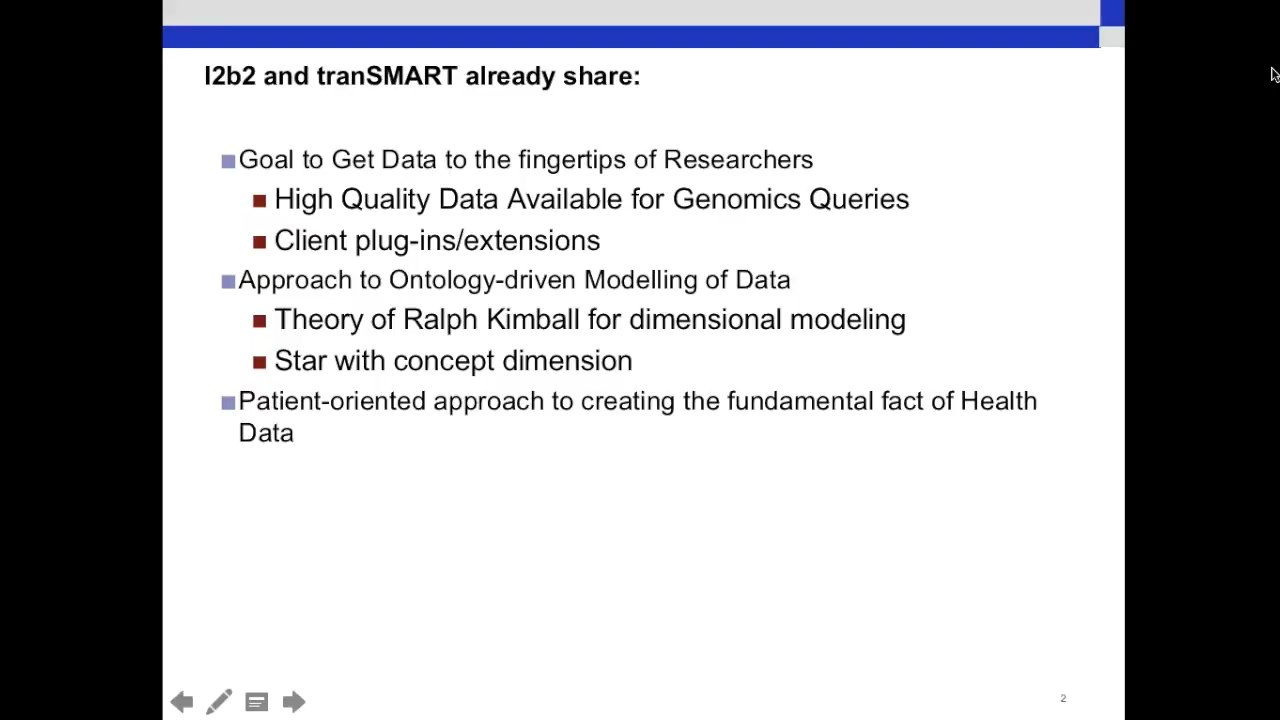 I2b2 and tranSMART already share:
Goal to Get Data to the fingertips of Researchers
High Quality Data Available for Genomics Queries
Client plug-ins/extensions
Approach to Ontology-driven Modelling of Data
Theory of Ralph Kimball for dimensional modeling
Star with concept dimension
Patient-oriented approach to creating the fundamental fact of Health
Data
2